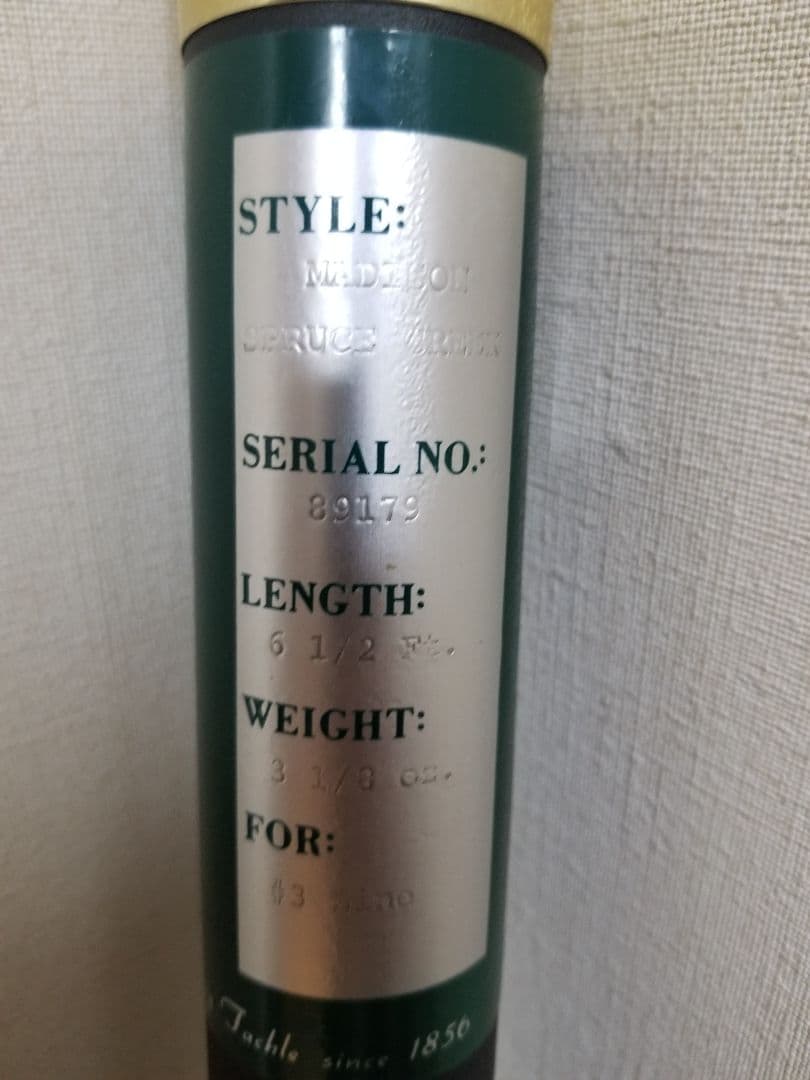 STYLE:
MADISON
SPRUCE CREEK
SERIAL NO.:
89179
LENGTH:
6 1/2 Ft.
WEIGHT:
3 1/8 oz.
FOR:
#3 Line
Tackle since 1856